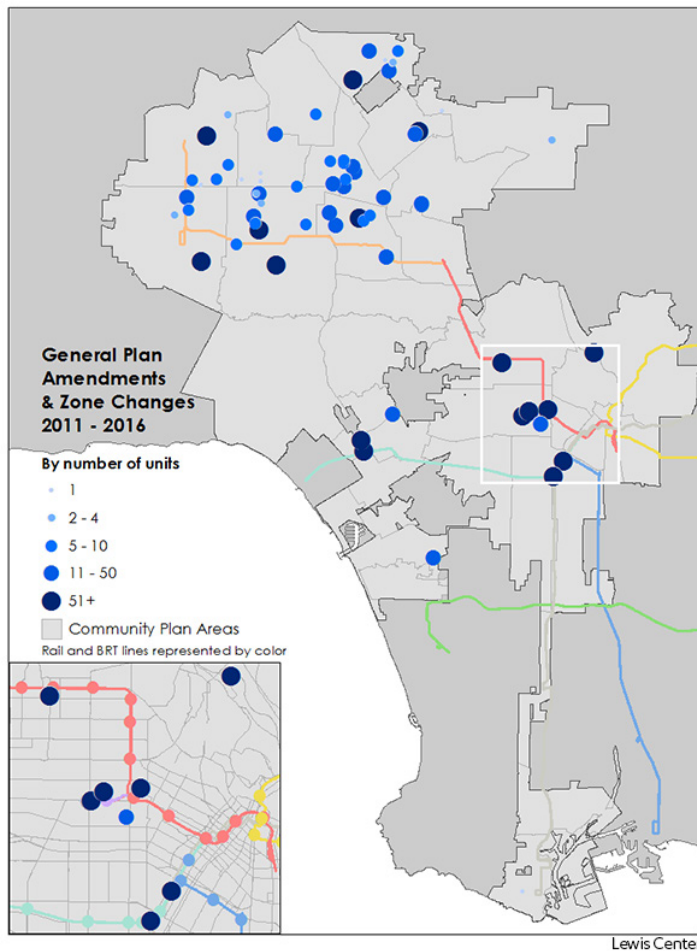 General Plan
Amendments
& Zone Changes
2011 - 2016
By number of units
1
2 - 4
5 - 10
11 - 50
51+
Community Plan Areas
Rail and BRT lines represented by color
Lewis Cente